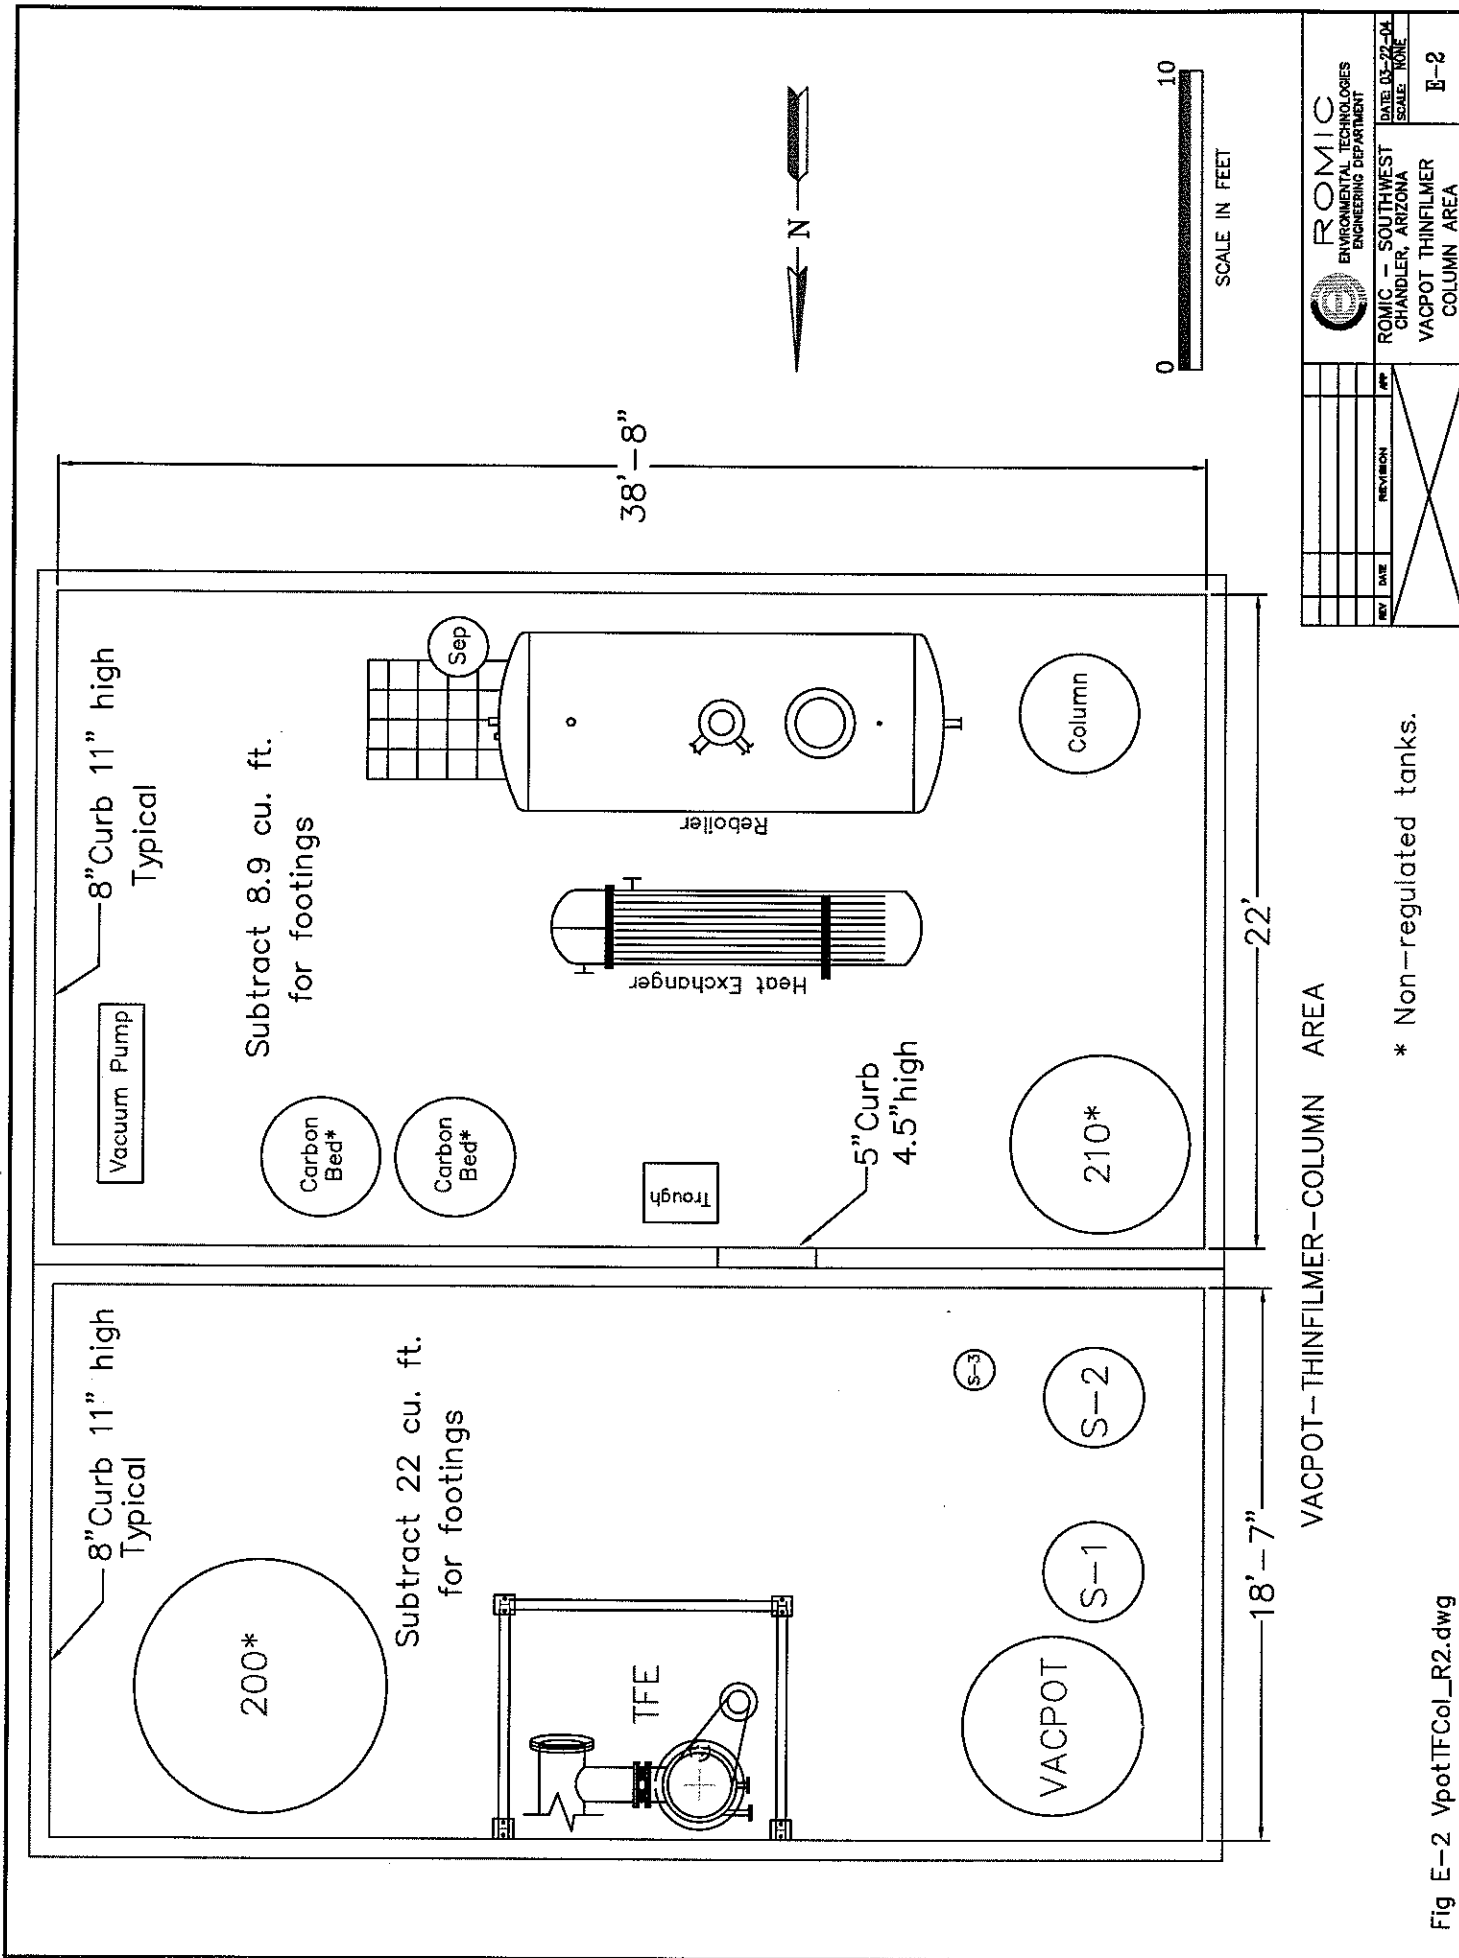 8"Curb 11" high
Typical
200*
Subtract 22 cu. ft.
for footings
TFE
VACPOT
S-1
S-2
S-3
18'-7"
8"Curb 11" high
Typical
Vacuum Pump
Subtract 8.9 cu. ft.
for footings
Carbon
Bed*
Carbon
Bed*
Trough
5"Curb
4.5"high
210*
Heat Exchanger
Reboiler
Sep
Column
22'
38'-8"
N
0
10
SCALE IN FEET
VACPOT-THINFILMER-COLUMN AREA
* Non-regulated tanks.
REV
DATE
REVISION
APP
ROMIC
ENVIRONMENTAL TECHNOLOGIES
ENGINEERING DEPARTMENT
ROMIC - SOUTHWEST
CHANDLER, ARIZONA
VACPOT THINFILMER
COLUMN AREA
DATE: 03-22-04
SCALE: NONE
E-2
Fig E-2 VpotTFCol_R2.dwg